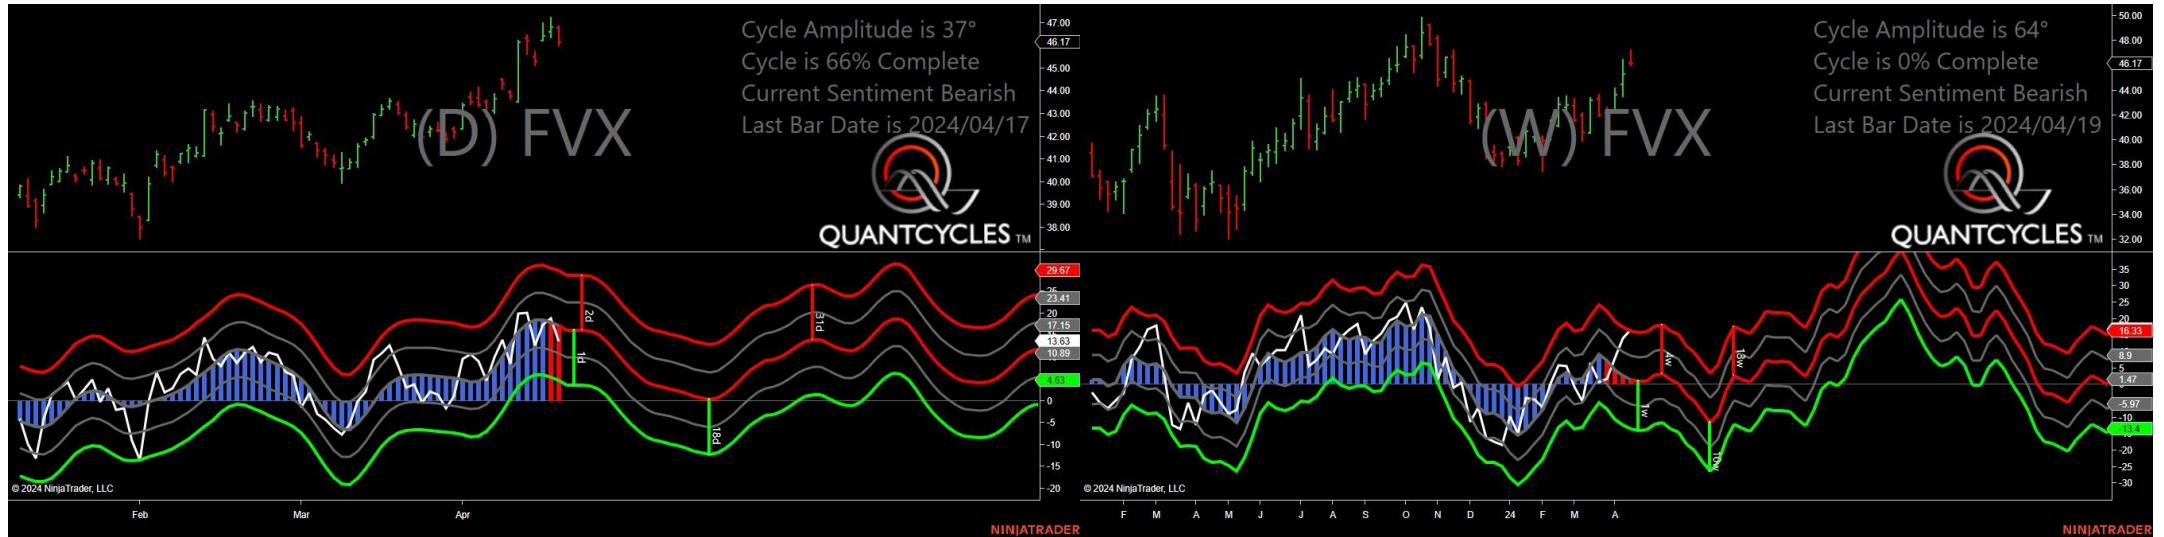 Cycle Amplitude is 37°
Cycle is 66% Complete
Current Sentiment Bearish
Last Bar Date is 2024/04/17
(D) FVX
QUANTCYCLES TM
47.00
46.17
45.00
44.00
43.00
42.00
41.00
40.00
39.00
38.00
29.67
25
23.41
20
17.15
13.63
10.89
4.63
0
-5
-10
-15
-20
2d
1d
18d
31d
© 2024 NinjaTrader, LLC
Feb Mar Apr
NINJATRADER
Cycle Amplitude is 64°
Cycle is 0% Complete
Current Sentiment Bearish
Last Bar Date is 2024/04/19
(W) FVX
QUANTCYCLES TM
50.00
48.00
46.17
44.00
42.00
40.00
38.00
36.00
34.00
32.00
35
30
25
20
16.33
8.9
5
1.47
-5.97
-10
-13.4
-20
-25
-30
4w
1w
10w
18w
© 2024 NinjaTrader, LLC
F M A M J J A S O N D 24 F M A
NINJATRADER